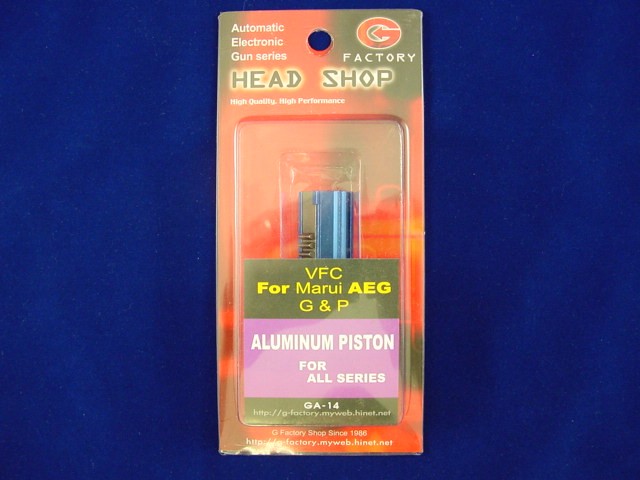 Automatic
Electronic
Gun series
G
FACTORY
HEAD SHOP
High Quality, High Performance
VFC
For Marui AEG
G & P
ALUMINUM PISTON
FOR
ALL SERIES
GA-14
http://g-factory.myweb.hinet.net
G Factory Shop Since 1986
http://g-factory.myweb.hinet.net